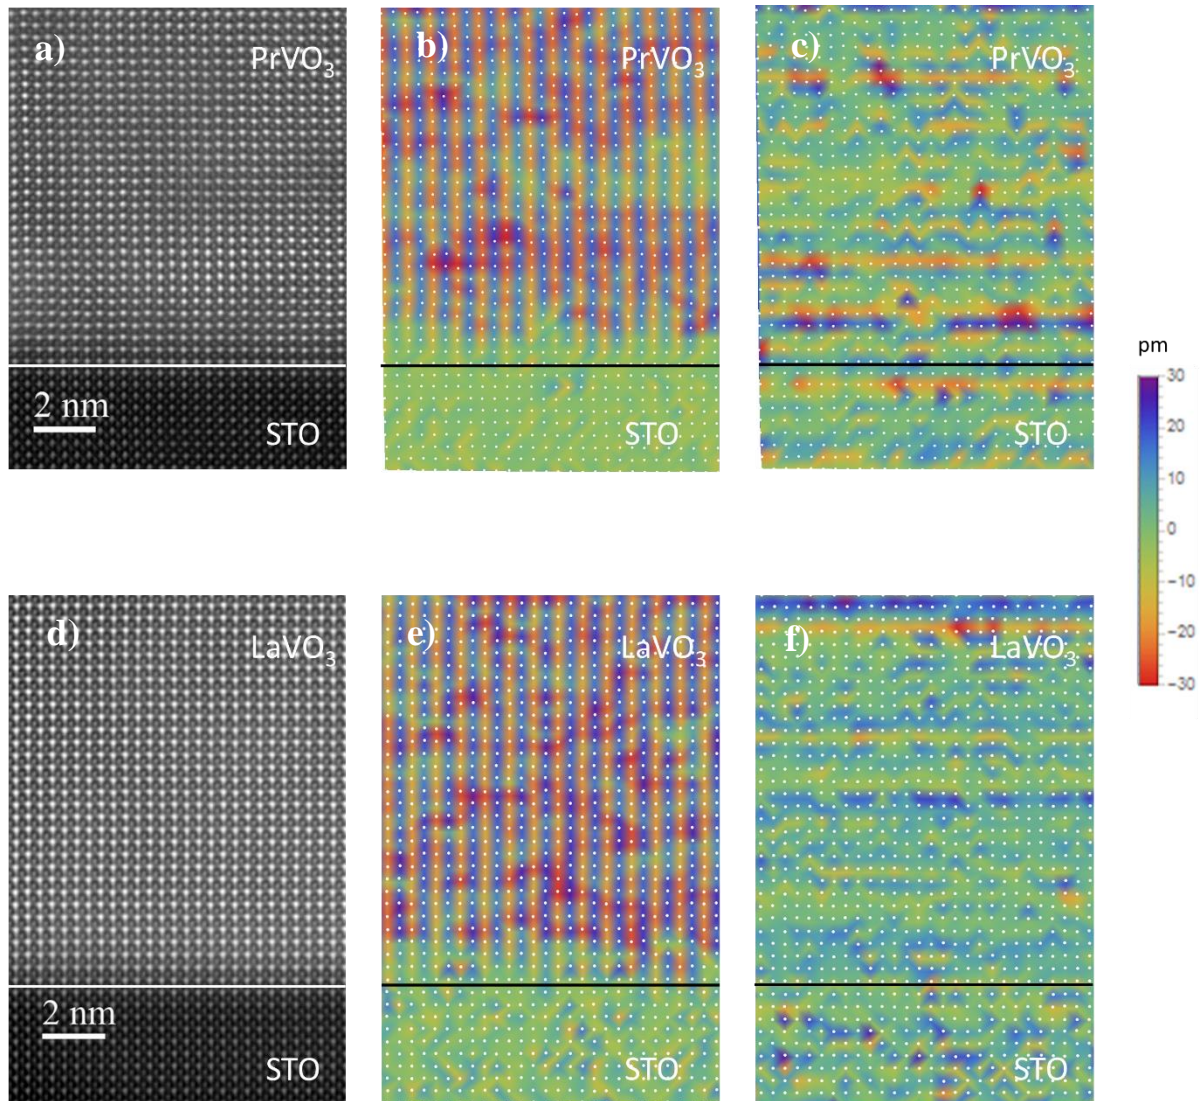 a)
PrVO₃
2 nm
STO
b)
PrVO₃
STO
c)
PrVO₃
STO
pm
30
20
10
0
−10
−20
−30
d)
LaVO₃
2 nm
STO
e)
LaVO₃
STO
f)
LaVO₃
STO